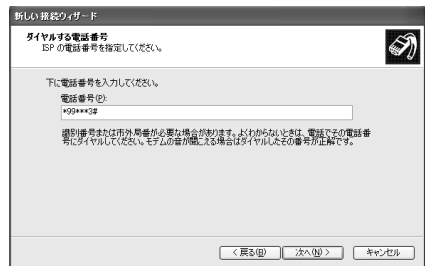 新しい接続ウィザード
ダイヤルする電話番号
ISP の電話番号を指定してください。
下に電話番号を入力してください。
電話番号(P):
*99***3#
識別番号または市外局番が必要な場合があります。よくわからないときは、電話でその電話番
号にダイヤルしてください。モデムの音が聞こえる場合はダイヤルしたその番号が正解です。
< 戻る(B)
次へ(N) >
キャンセル